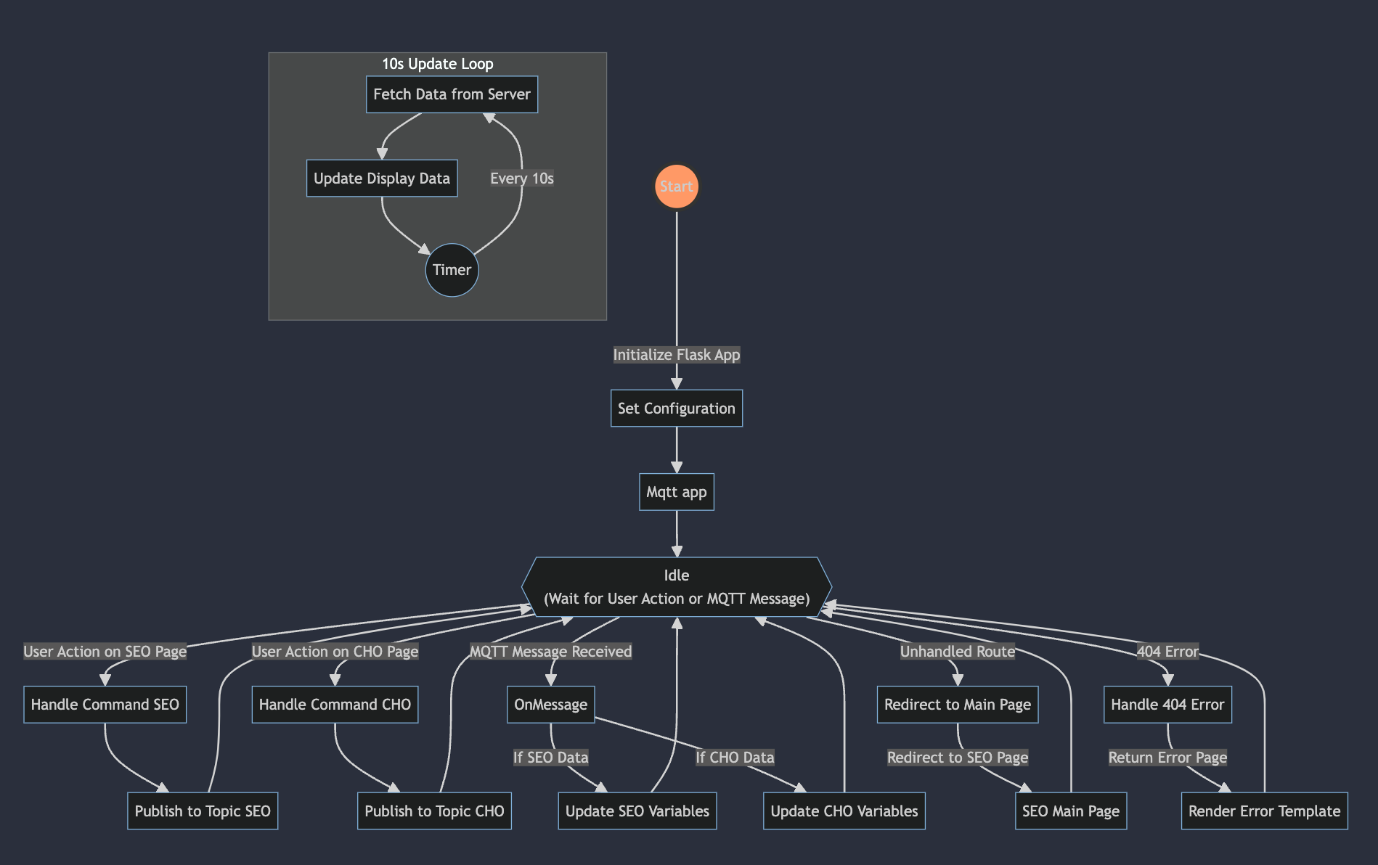 10s Update Loop
Fetch Data from Server
Update Display Data
Every 10s
Timer
Start
Initialize Flask App
Set Configuration
Mqtt app
Idle
(Wait for User Action or MQTT Message)
User Action on SEO Page
User Action on CHO Page
MQTT Message Received
Unhandled Route
404 Error
Handle Command SEO
Handle Command CHO
OnMessage
Redirect to Main Page
Handle 404 Error
If SEO Data
If CHO Data
Redirect to SEO Page
Return Error Page
Publish to Topic SEO
Publish to Topic CHO
Update SEO Variables
Update CHO Variables
SEO Main Page
Render Error Template